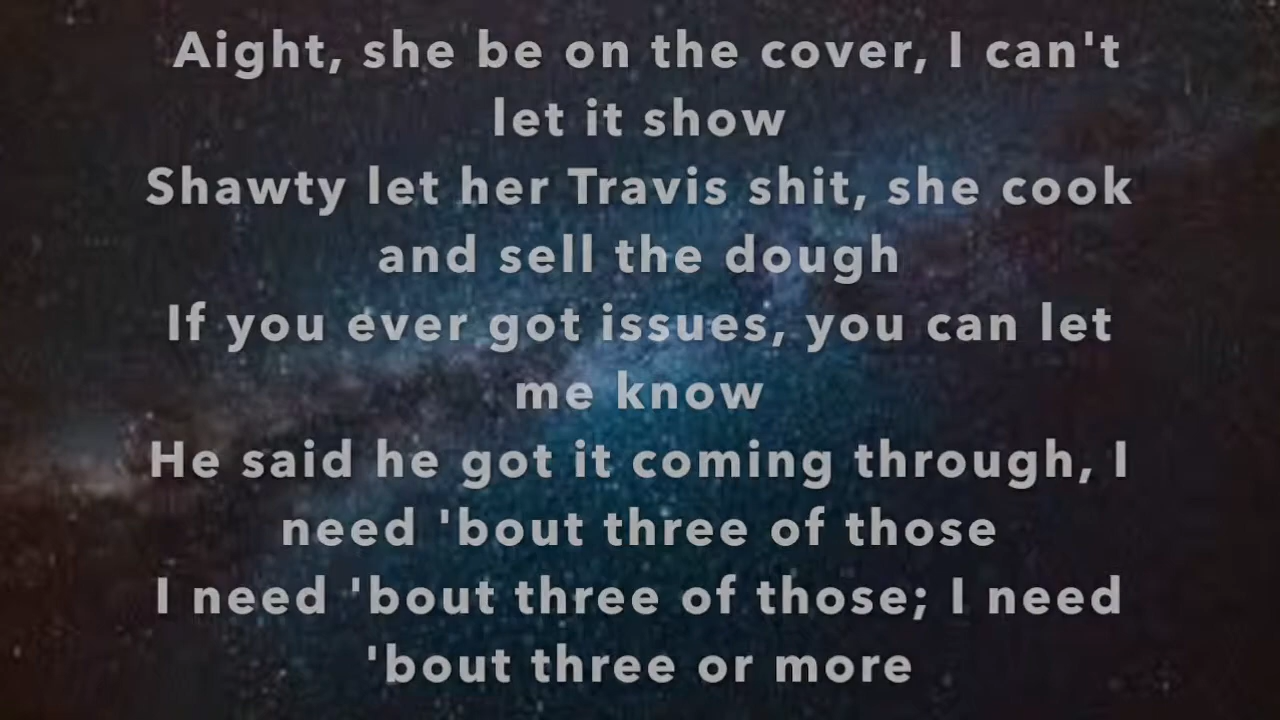 Aight, she be on the cover, I can't
let it show
Shawty let her Travis shit, she cook
and sell the dough
If you ever got issues, you can let
me know
He said he got it coming through, I
need 'bout three of those
I need 'bout three of those; I need
'bout three or more